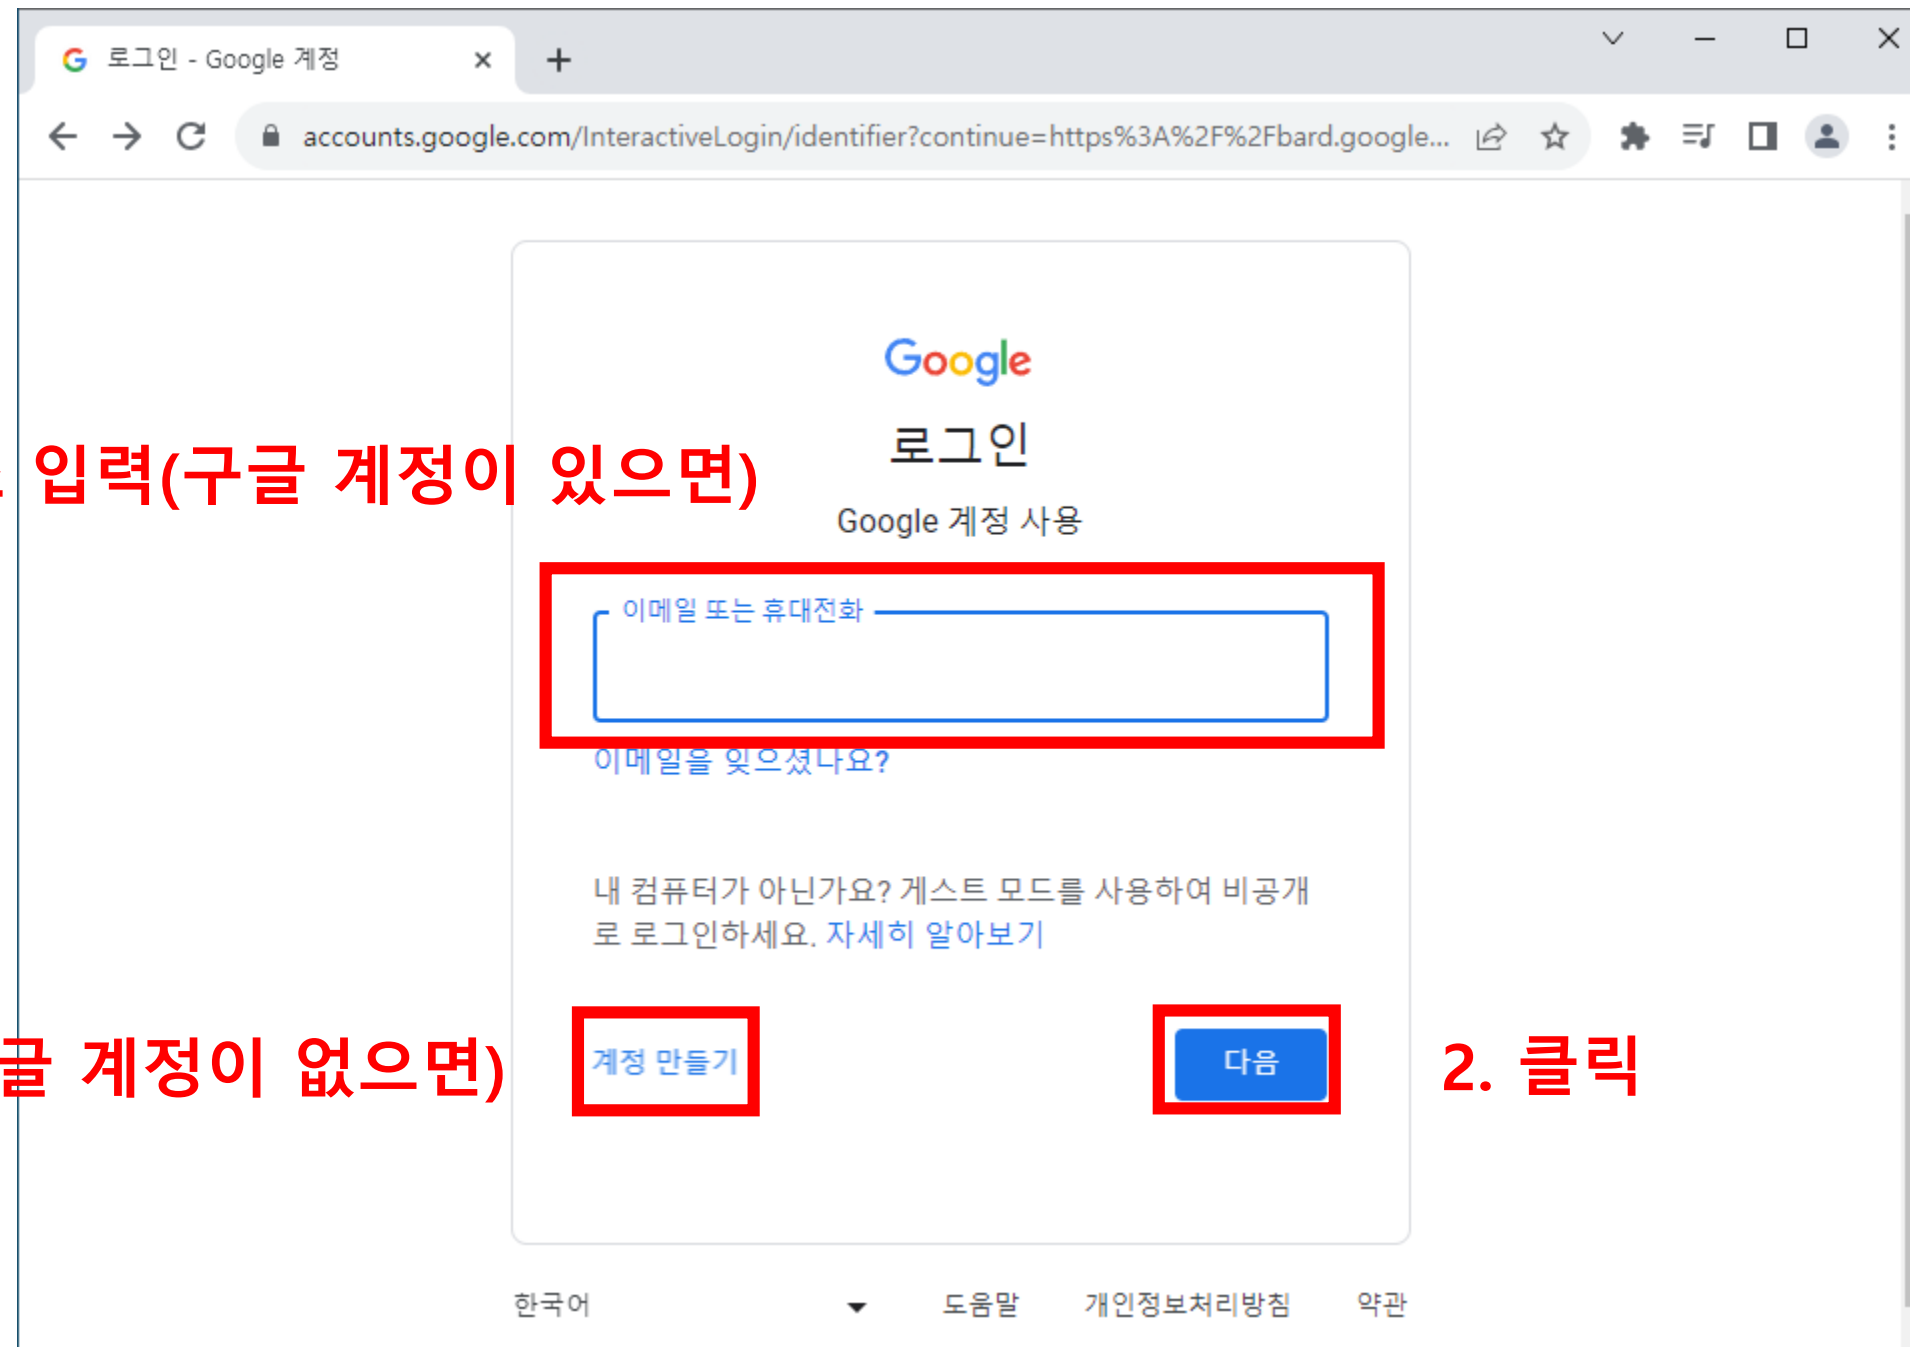 로그인 - Google 계정
accounts.google.com/InteractiveLogin/identifier?continue=https%3A%2F%2Fbard.google...
Google
로그인
입력(구글 계정이 있으면)
Google 계정 사용
이메일 또는 휴대전화
이메일을 잊으셨나요?
내 컴퓨터가 아닌가요? 게스트 모드를 사용하여 비공개
로 로그인하세요. 자세히 알아보기
글 계정이 없으면)
계정 만들기
다음
2. 클릭
한국어
도움말
개인정보처리방침
약관